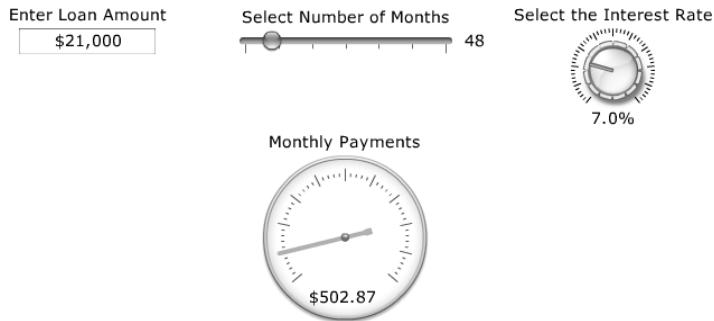 Enter Loan Amount
$21,000
Select Number of Months
48
Select the Interest Rate
7.0%
Monthly Payments
$502.87